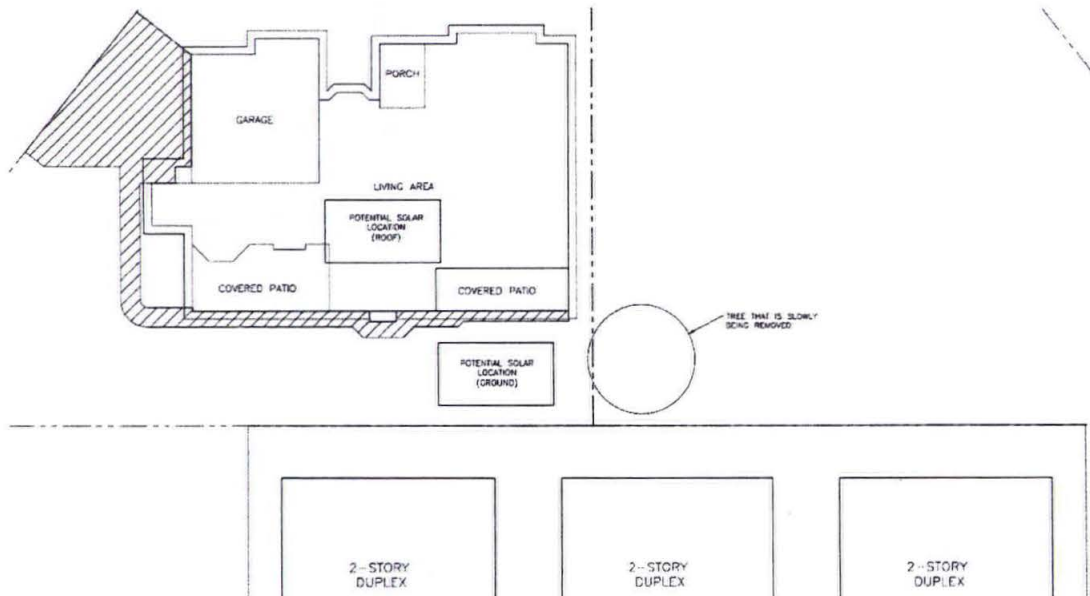 PORCH
GARAGE
LIVING AREA
POTENTIAL SOLAR
LOCATION
(ROOF)
COVERED PATIO
COVERED PATIO
TREE THAT IS SLOWLY
BEING REMOVED
POTENTIAL SOLAR
LOCATION
(GROUND)
2-STORY
DUPLEX
2-STORY
DUPLEX
2-STORY
DUPLEX